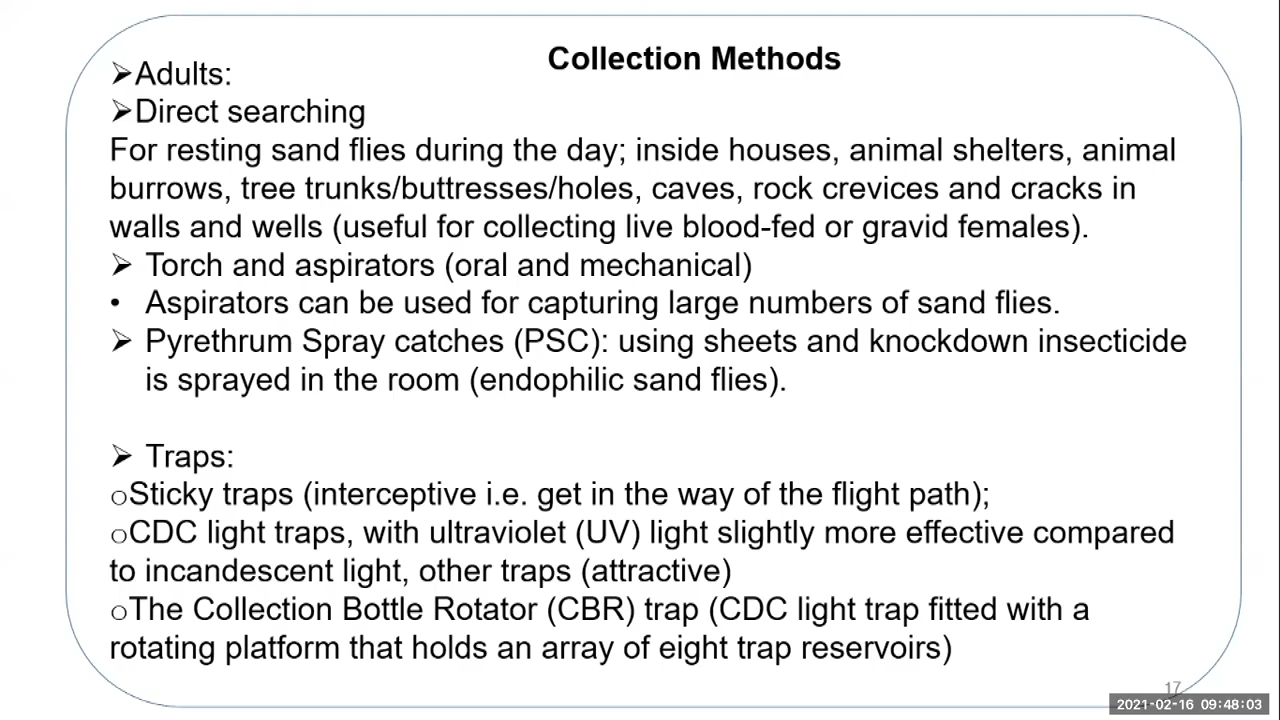 Collection Methods
➢Adults:
➢Direct searching
For resting sand flies during the day; inside houses, animal shelters, animal
burrows, tree trunks/buttresses/holes, caves, rock crevices and cracks in
walls and wells (useful for collecting live blood-fed or gravid females).
➢ Torch and aspirators (oral and mechanical)
• Aspirators can be used for capturing large numbers of sand flies.
➢ Pyrethrum Spray catches (PSC): using sheets and knockdown insecticide
is sprayed in the room (endophilic sand flies).
➢ Traps:
oSticky traps (interceptive i.e. get in the way of the flight path);
oCDC light traps, with ultraviolet (UV) light slightly more effective compared
to incandescent light, other traps (attractive)
oThe Collection Bottle Rotator (CBR) trap (CDC light trap fitted with a
rotating platform that holds an array of eight trap reservoirs)
17
2021-02-16 09:48:03